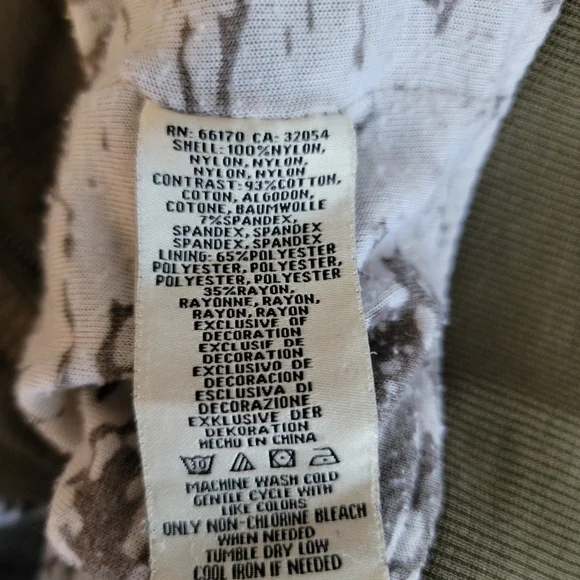 RN: 66170 CA: 32054
SHELL: 100%NYLON,
NYLON, NYLON,
NYLON, NYLON
CONTRAST: 93%COTTON,
COTON, ALGODON,
COTONE, BAUMWOLLE
7%SPANDEX,
SPANDEX, SPANDEX
SPANDEX, SPANDEX
LINING: 65%POLYESTER
POLYESTER, POLYESTER,
POLYESTER, POLYESTER
35%RAYON,
RAYONNE, RAYON,
RAYON, RAYON
EXCLUSIVE OF
DECORATION
EXCLUSIF DE
DECORATION
EXCLUSIVO DE
DECORACION
ESCLUSIVA DI
DECORAZIONE
EXKLUSIVE DER
DEKORATION
HECHO EN CHINA
30
MACHINE WASH COLD
GENTLE CYCLE WITH
LIKE COLORS
ONLY NON-CHLORINE BLEACH
WHEN NEEDED
TUMBLE DRY LOW
COOL IRON IF NEEDED